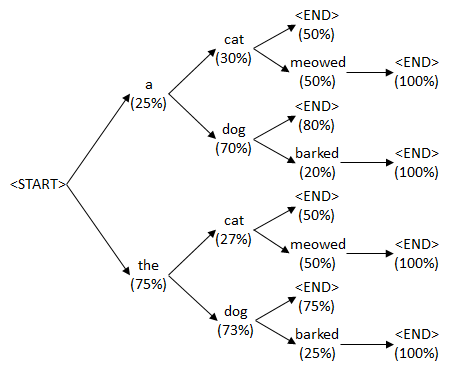 <END>
(50%)
cat
(30%)
meowed
(50%)
<END>
(100%)
a
(25%)
<END>
(80%)
dog
(70%)
barked
(20%)
<END>
(100%)
<START>
<END>
(50%)
cat
(27%)
meowed
(50%)
<END>
(100%)
the
(75%)
<END>
(75%)
dog
(73%)
barked
(25%)
<END>
(100%)